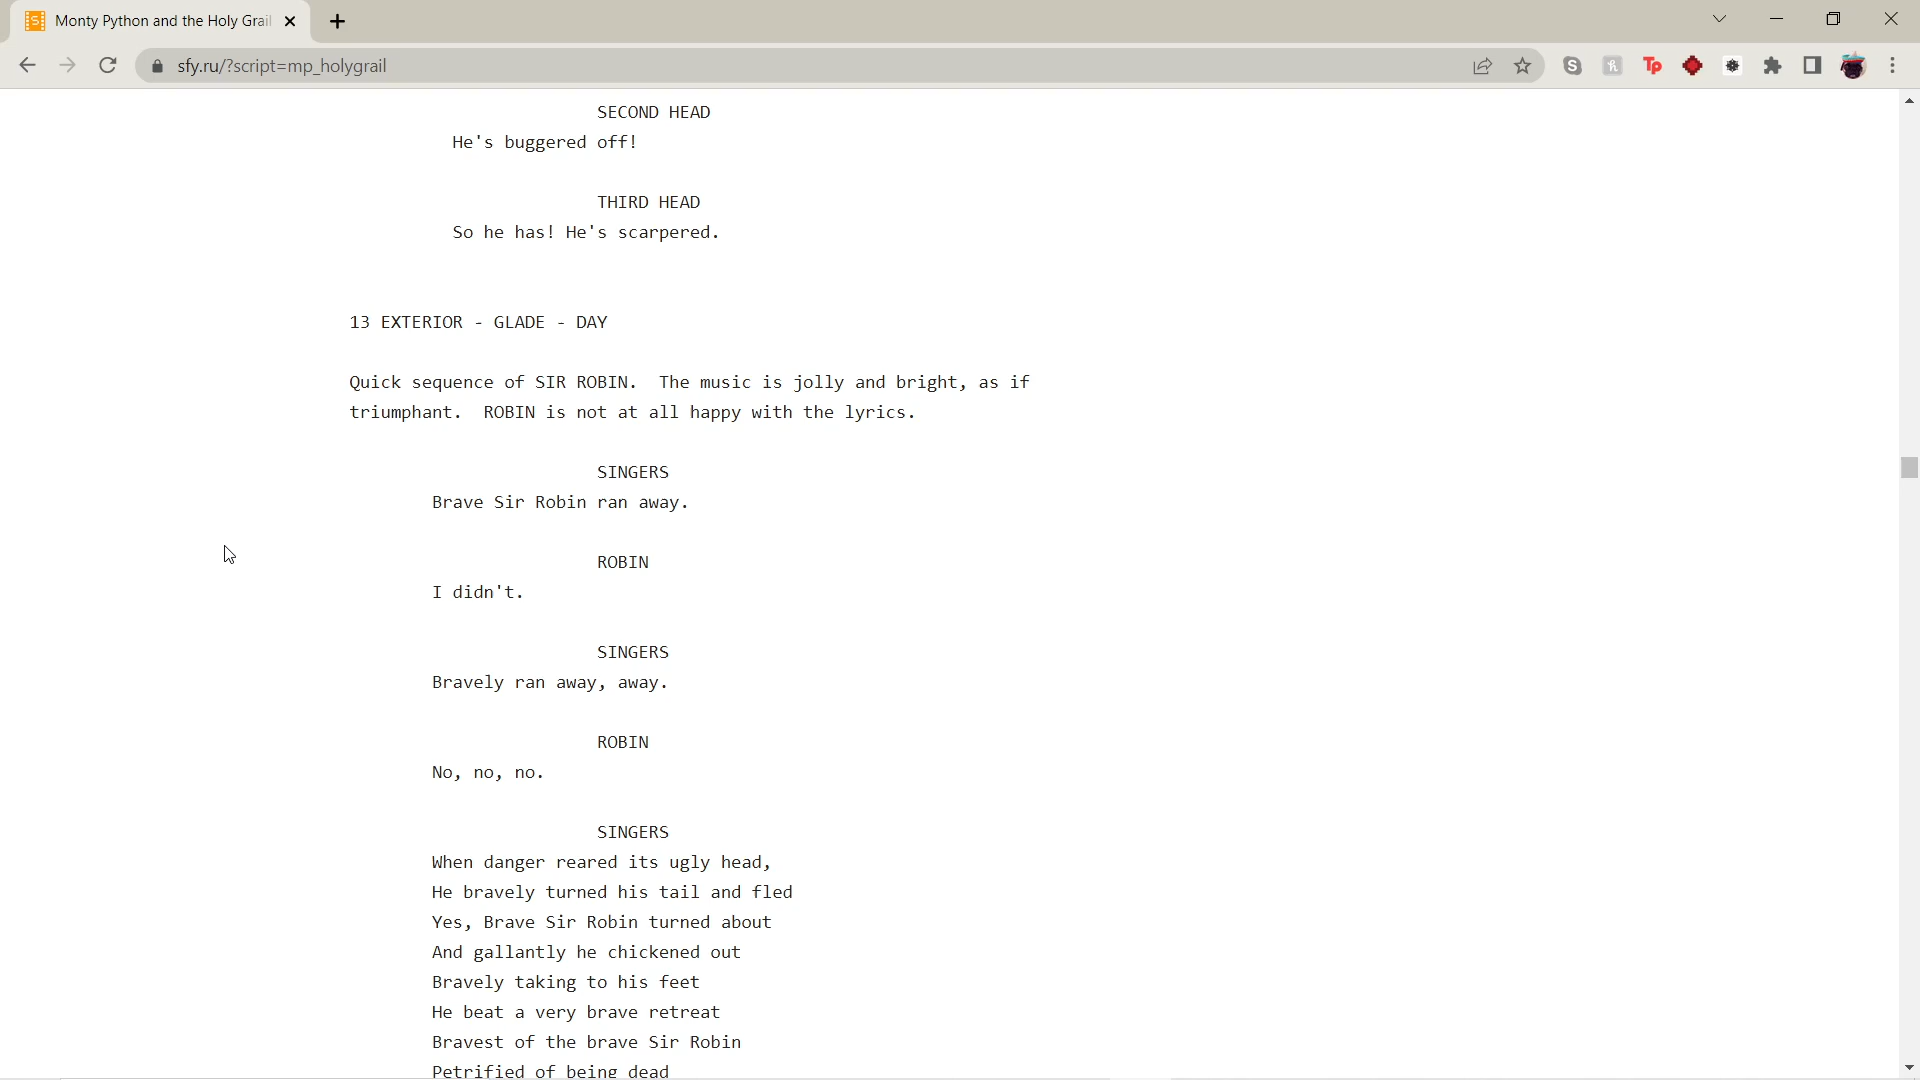 Monty Python and the Holy Grail
sfy.ru/?script=mp_holygrail
SECOND HEAD
He's buggered off!
THIRD HEAD
So he has! He's scarpered.
13 EXTERIOR - GLADE - DAY
Quick sequence of SIR ROBIN.  The music is jolly and bright, as if
triumphant.  ROBIN is not at all happy with the lyrics.
SINGERS
Brave Sir Robin ran away.
ROBIN
I didn't.
SINGERS
Bravely ran away, away.
ROBIN
No, no, no.
SINGERS
When danger reared its ugly head,
He bravely turned his tail and fled
Yes, Brave Sir Robin turned about
And gallantly he chickened out
Bravely taking to his feet
He beat a very brave retreat
Bravest of the brave Sir Robin
Petrified of being dead